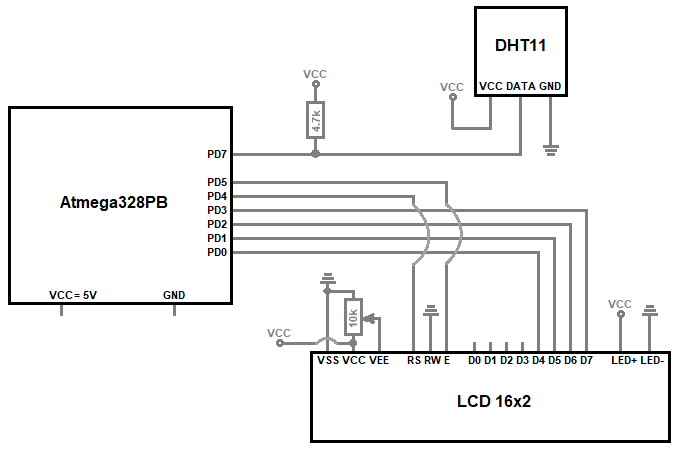 DHT11
VCC
VCC
VCC DATA GND
4.7k
PD7
PD5
PD4
Atmega328PB
PD3
PD2
PD1
PD0
VCC = 5V
GND
10k
VCC
VCC
VSS VCC VEE
RS RW E
D0 D1 D2 D3 D4 D5 D6 D7
LED+ LED-
LCD 16x2